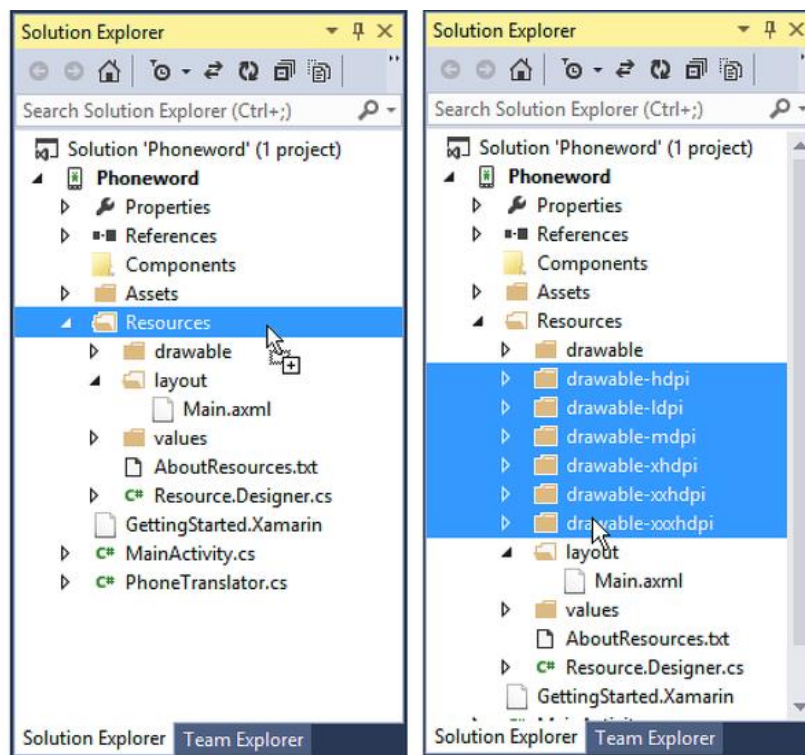 Solution Explorer
Search Solution Explorer (Ctrl+;)
Solution 'Phoneword' (1 project)
Phoneword
Properties
References
Components
Assets
Resources
drawable
layout
Main.axml
values
AboutResources.txt
C# Resource.Designer.cs
GettingStarted.Xamarin
C# MainActivity.cs
C# PhoneTranslator.cs
Solution Explorer Team Explorer
Solution Explorer
Search Solution Explorer (Ctrl+;)
Solution 'Phoneword' (1 project)
Phoneword
Properties
References
Components
Assets
Resources
drawable
drawable-hdpi
drawable-ldpi
drawable-mdpi
drawable-xhdpi
drawable-xxhdpi
drawable-xxxhdpi
layout
Main.axml
values
AboutResources.txt
C# Resource.Designer.cs
GettingStarted.Xamarin
Solution Explorer Team Explorer